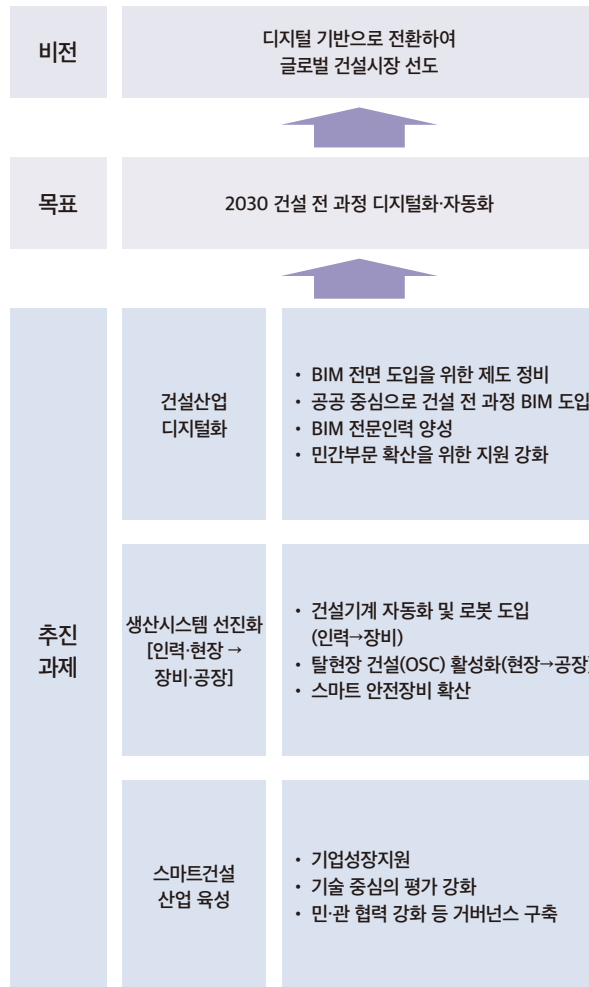 비전
디지털 기반으로 전환하여
글로벌 건설시장 선도
목표
2030 건설 전 과정 디지털화·자동화
추진
과제
건설산업
디지털화
• BIM 전면 도입을 위한 제도 정비
• 공공 중심으로 건설 전 과정 BIM 도입
• BIM 전문인력 양성
• 민간부문 확산을 위한 지원 강화
생산시스템 선진화
[인력·현장 →
장비·공장]
• 건설기계 자동화 및 로봇 도입
(인력→장비)
• 탈현장 건설(OSC) 활성화(현장→공장)
• 스마트 안전장비 확산
스마트건설
산업 육성
• 기업성장지원
• 기술 중심의 평가 강화
• 민·관 협력 강화 등 거버넌스 구축